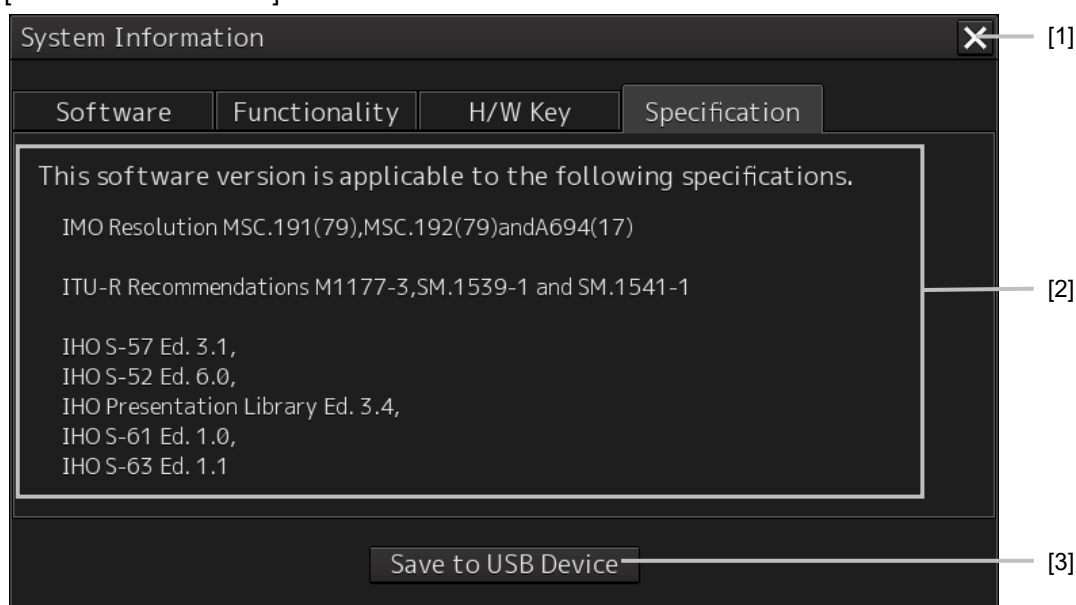 System Information
[1]
Software Functionality H/W Key Specification
This software version is applicable to the following specifications.
IMO Resolution MSC.191(79),MSC.192(79)andA694(17)
ITU-R Recommendations M1177-3,SM.1539-1 and SM.1541-1
[2]
IHO S-57 Ed. 3.1,
IHO S-52 Ed. 6.0,
IHO Presentation Library Ed. 3.4,
IHO S-61 Ed. 1.0,
IHO S-63 Ed. 1.1
Save to USB Device
[3]